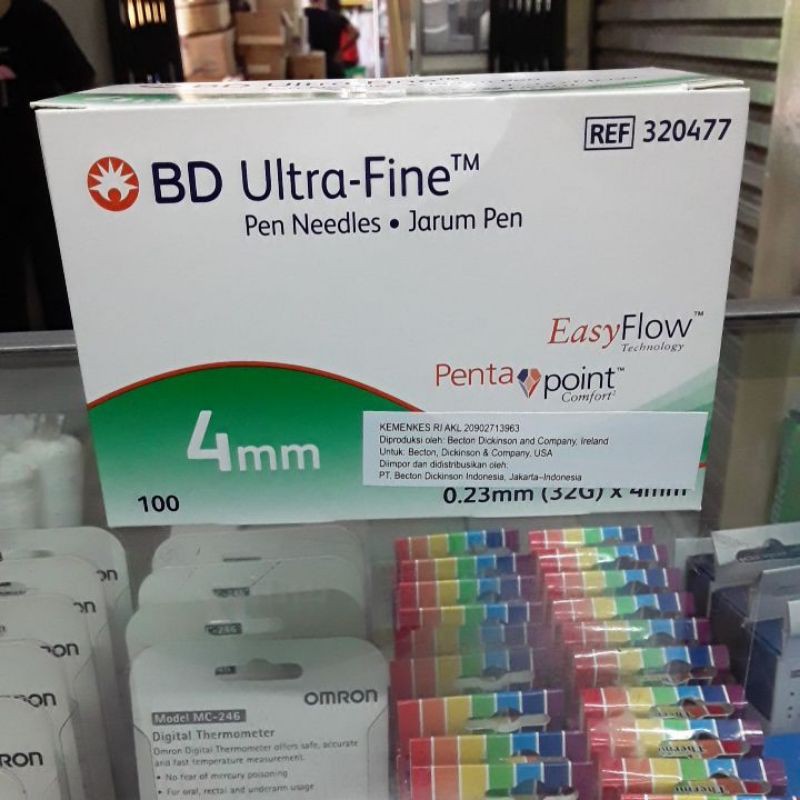 REF 320477
BD Ultra-Fine™
Pen Needles • Jarum Pen
EasyFlow™
Technology
Penta point™
Comfort
4mm
KEMENKES RI AKL 20902713963
Diproduksi oleh: Becton Dickinson and Company, Ireland
Untuk: Becton, Dickinson & Company, USA
Diimpor dan didistribusikan oleh:
PT. Becton Dickinson Indonesia, Jakarta–Indonesia
100
0.23mm (32G) x 4mm
OMRON
Model MC-246
Digital Thermometer
Omron Digital Thermometer offers safe, accurate
and fast temperature measurement.
• No fear of mercury poisoning
• For oral, rectal and underarm usage